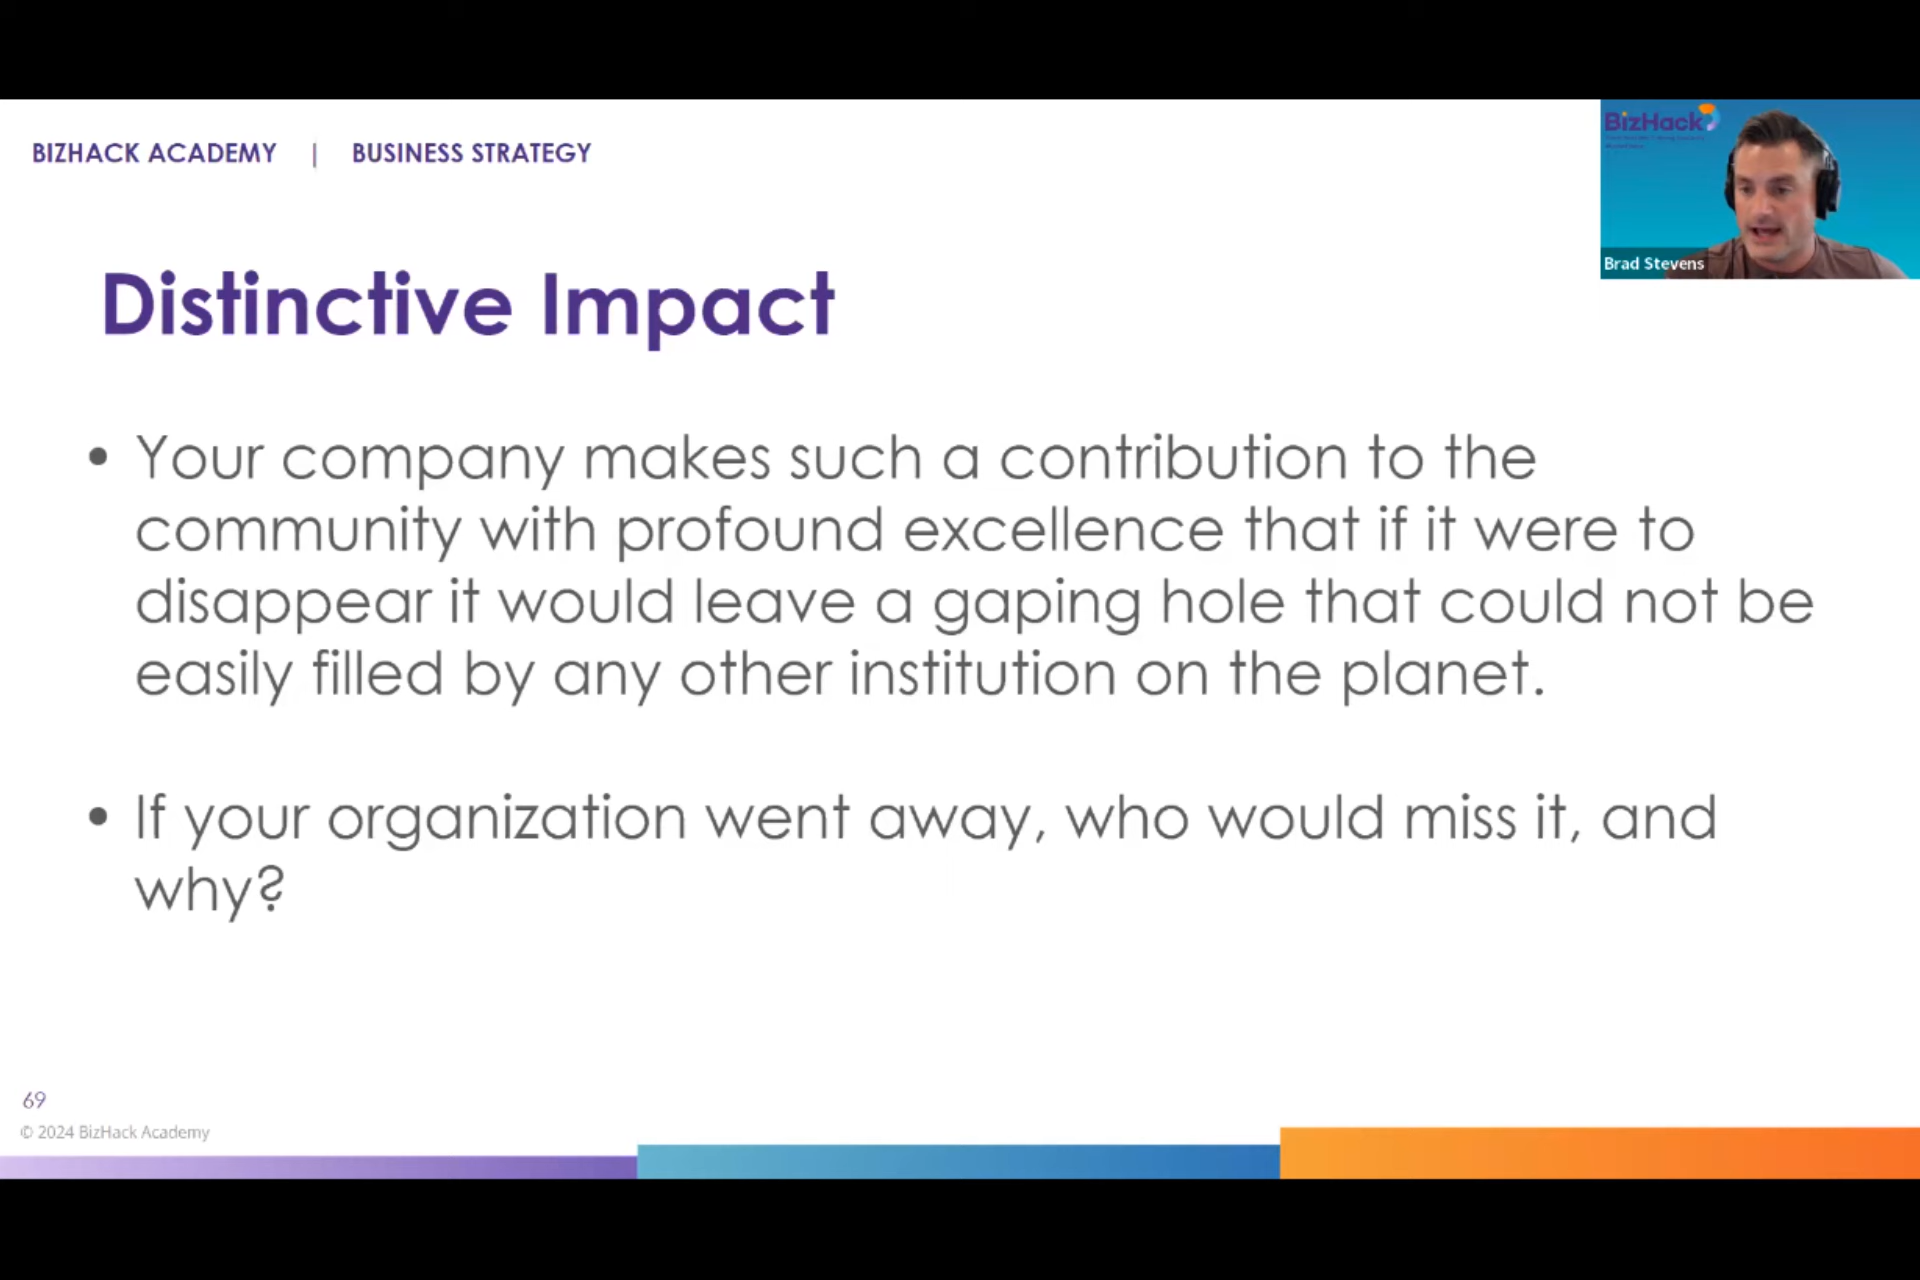 BIZHACK ACADEMY | BUSINESS STRATEGY
BizHack
Brad Stevens
Distinctive Impact
• Your company makes such a contribution to the
community with profound excellence that if it were to
disappear it would leave a gaping hole that could not be
easily filled by any other institution on the planet.
• If your organization went away, who would miss it, and
why?
69
© 2024 BizHack Academy